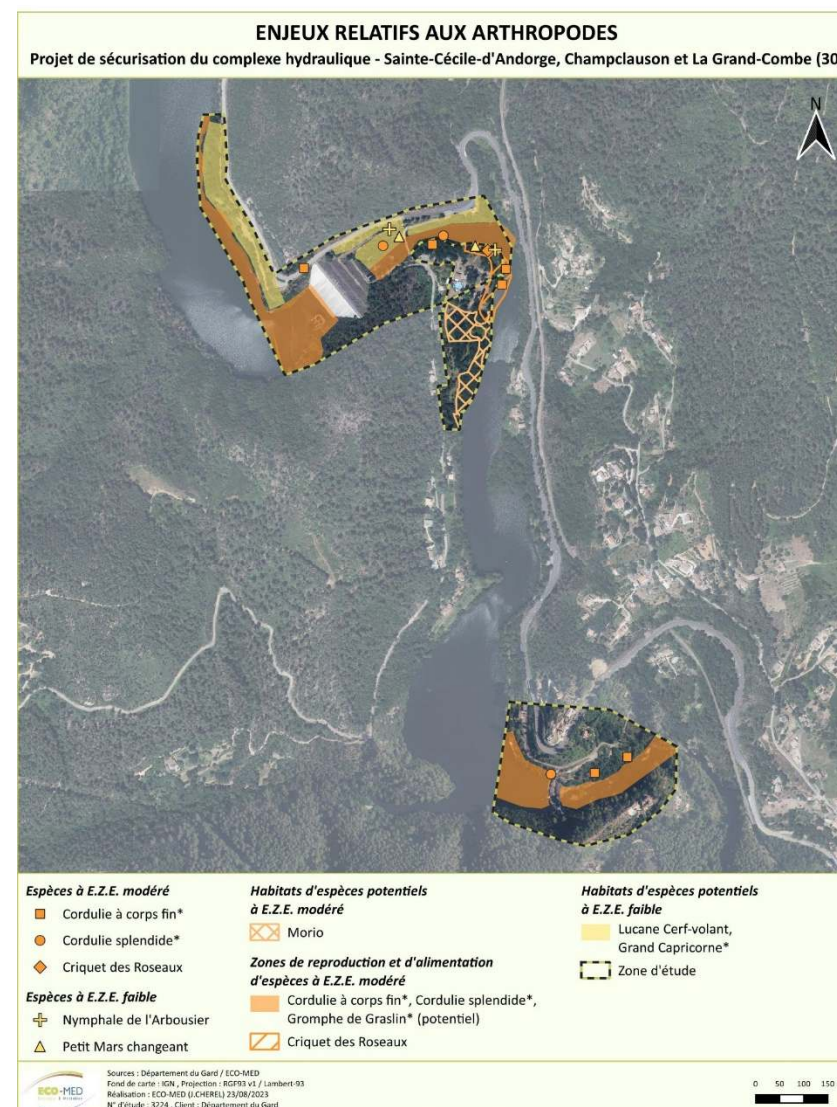 ENJEUX RELATIFS AUX ARTHROPODES
Projet de sécurisation du complexe hydraulique - Sainte-Cécile-d'Andorge, Champclauson et La Grand-Combe (30
N
Espèces à E.Z.E. modéré
Cordulie à corps fin*
Cordulie splendide*
Criquet des Roseaux
Espèces à E.Z.E. faible
Nymphale de l'Arbousier
Petit Mars changeant
Habitats d'espèces potentiels
à E.Z.E. modéré
Morio
Zones de reproduction et d'alimentation
d'espèces à E.Z.E. modéré
Cordulie à corps fin*, Cordulie splendide*,
Gromphe de Graslin* (potentiel)
Criquet des Roseaux
Habitats d'espèces potentiels
à E.Z.E. faible
Lucane Cerf-volant,
Grand Capricorne*
Zone d'étude
ECO-MED
Sources : Département du Gard / ECO-MED
Fond de carte : IGN , Projection : RGF93 v1 / Lambert-93
Réalisation : ECO-MED (J.CHEREL) 23/08/2023
N° d'étude : 3224 , Client : Département du Gard
0 50 100 150